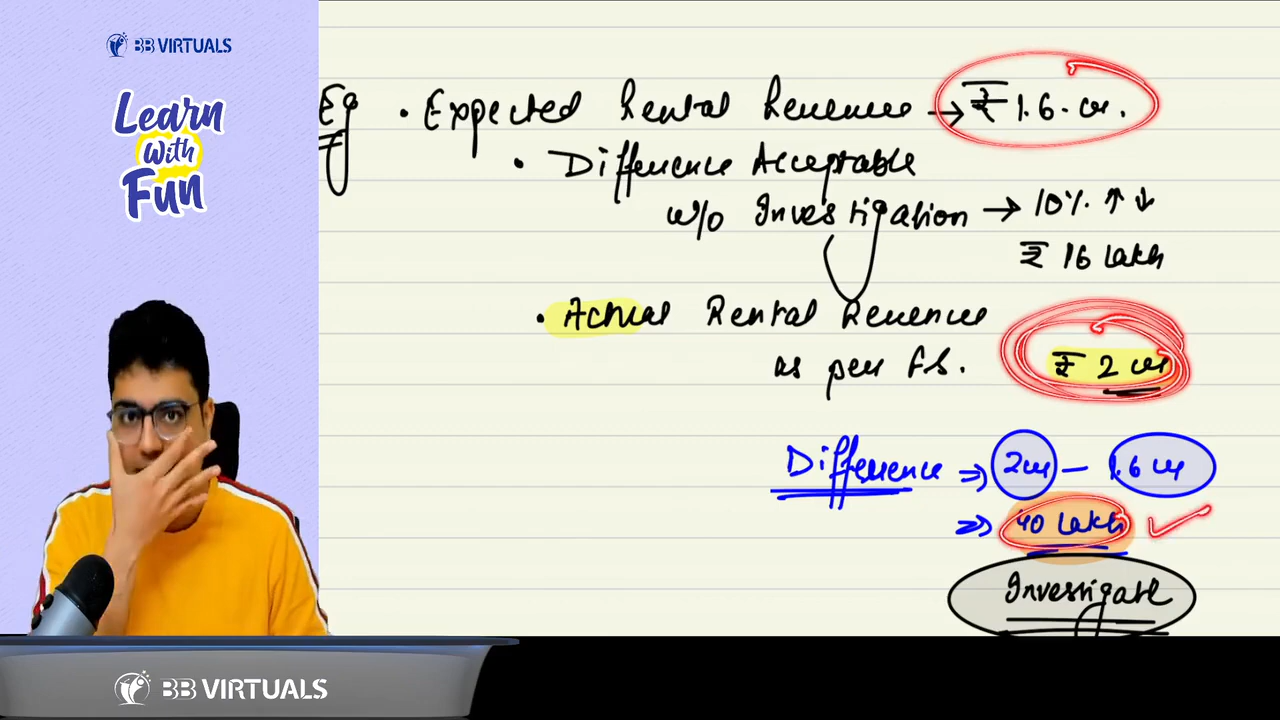 BB VIRTUALS
Learn
With
Fun
Eg • Expected Rental Revenue → ₹ 1.6 cr.
• Difference Acceptable
w/o Investigation → 10% ↑↓
₹ 16 lakh
• Actual Rental Revenue
as per FS. ₹ 2 cr
Difference ⇒ 2cr – 1.6 cr
⇒ 40 lakh ✓
Investigate
BB VIRTUALS